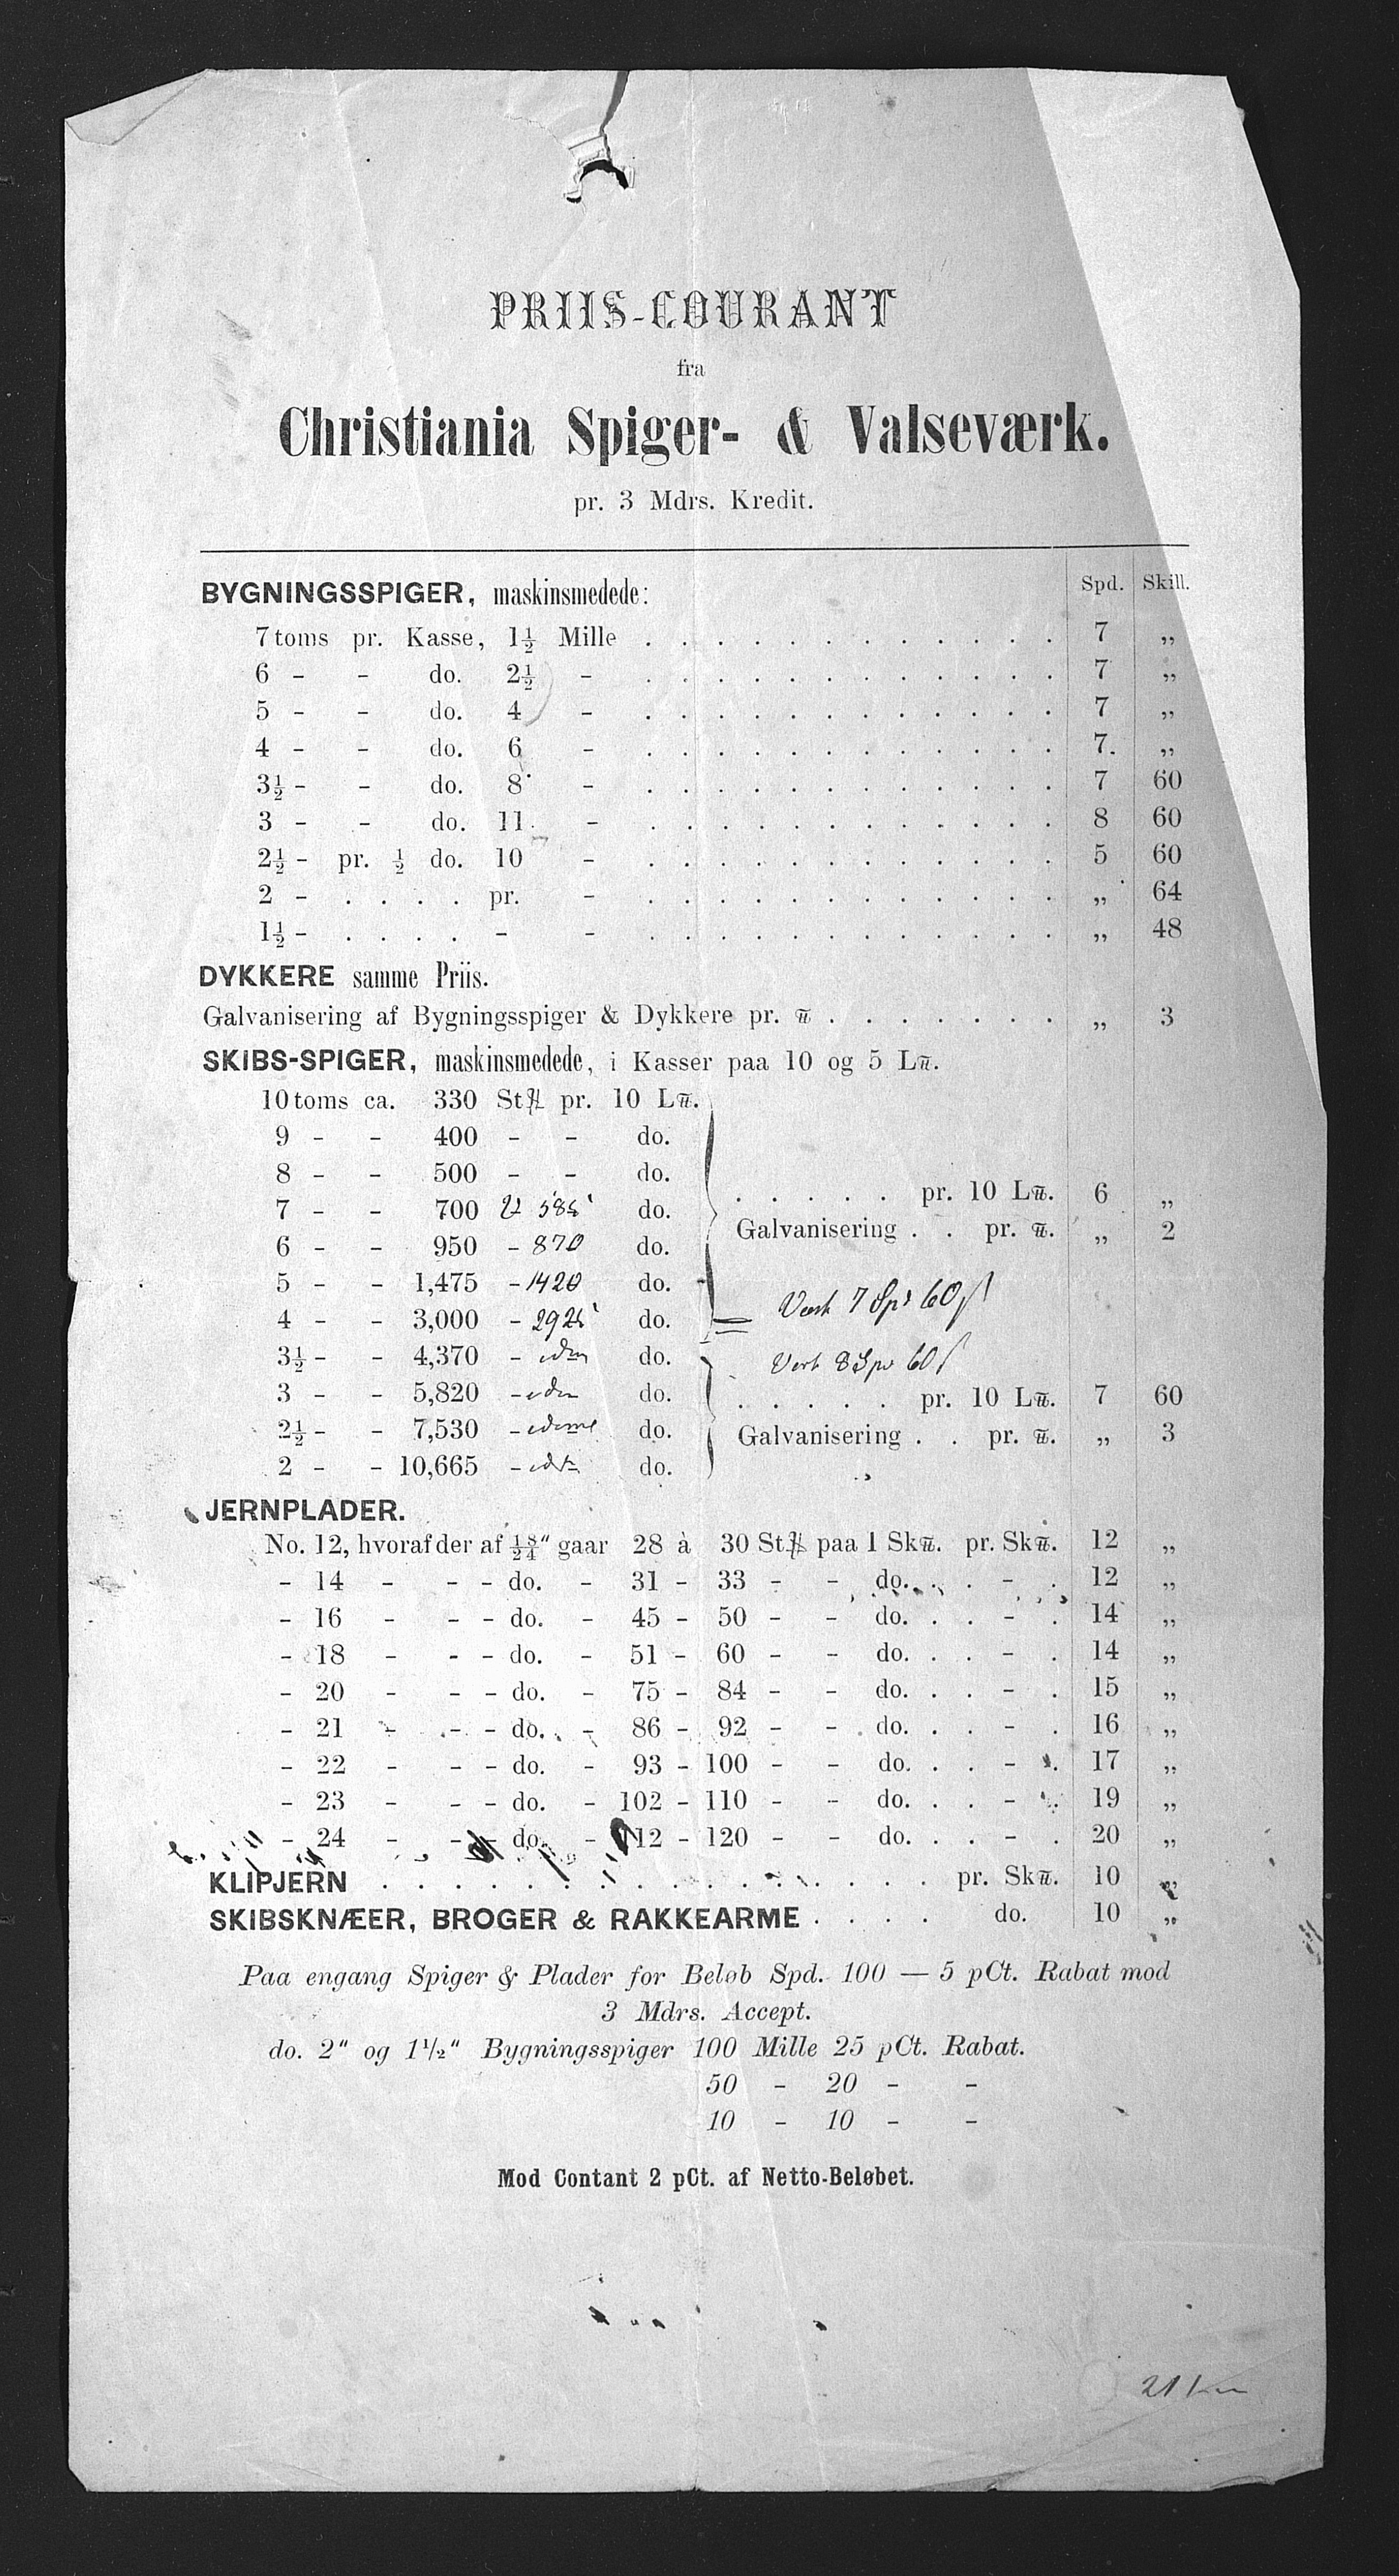 PRIIS-COURANT
fra
Christiania Spiger- & Valseværk.
pr. 3 Mdrs. Kredit.
Spd. Skill.
BYGNINGSSPIGER, maskinsmedede:
7 toms pr. Kasse, 1½ Mille . . . . . . . . . . . . 7 „
6 - - do. 2½ - . . . . . . . . . . . . 7 „
5 - - do. 4 - . . . . . . . . . . . . 7 „
4 - - do. 6 - . . . . . . . . . . . . 7. „
3½ - - do. 8 - . . . . . . . . . . . . 7 60
3 - - do. 11 - . . . . . . . . . . . . 8 60
2½ - pr. ½ do. 10 - . . . . . . . . . . . . 5 60
2 - . . . . pr. - . . . . . . . . . . . . „ 64
1½ - . . . . - - . . . . . . . . . . . . „ 48
DYKKERE samme Priis.
Galvanisering af Bygningsspiger & Dykkere pr. ℔ . . . . . . . „ 3
SKIBS-SPIGER, maskinsmedede, i Kasser paa 10 og 5 L℔.
10 toms ca. 330 St. pr. 10 L℔.
9 - - 400 - - do.
8 - - 500 - - do.
. . . . . pr. 10 L℔. 6 „
7 - - 700 585 do.
Galvanisering . . pr. ℔. „ 2
6 - - 950 - 870 do.
5 - - 1,475 - 1420 do.
7 Spd 60
4 - - 3,000 - 2925 do.
3½ - - 4,370 - do.
8 Spd 60
3 - - 5,820 - do.
. . . . . pr. 10 L℔. 7 60
2½ - - 7,530 - do.
Galvanisering . . pr. ℔. „ 3
2 - - 10,665 - do.
JERNPLADER.
No. 12, hvoraf der af 18/24" gaar 28 à 30 St. paa 1 Sk℔. pr. Sk℔. 12 „
- 14 - - - do. - 31 - 33 - - do. . . - . 12 „
- 16 - - - do. - 45 - 50 - - do. . . - . 14 „
- 18 - - - do. - 51 - 60 - - do. . . - . 14 „
- 20 - - - do. - 75 - 84 - - do. . . - . 15 „
- 21 - - - do. - 86 - 92 - - do. . . - . 16 „
- 22 - - - do. - 93 - 100 - - do. . . - . 17 „
- 23 - - - do. - 102 - 110 - - do. . . - . 19 „
- 24 - - - do. - 112 - 120 - - do. . . - . 20 „
KLIPJERN . . . . . . . . . . . . . . . . pr. Sk℔. 10 „
SKIBSKNÆER, BROGER & RAKKEARME . . . . do. 10 „
Paa engang Spiger & Plader for Beløb Spd. 100 — 5 pCt. Rabat mod
3 Mdrs. Accept.
do. 2" og 1½" Bygningsspiger 100 Mille 25 pCt. Rabat.
50 - 20 - -
10 - 10 - -
Mod Contant 2 pCt. af Netto-Beløbet.